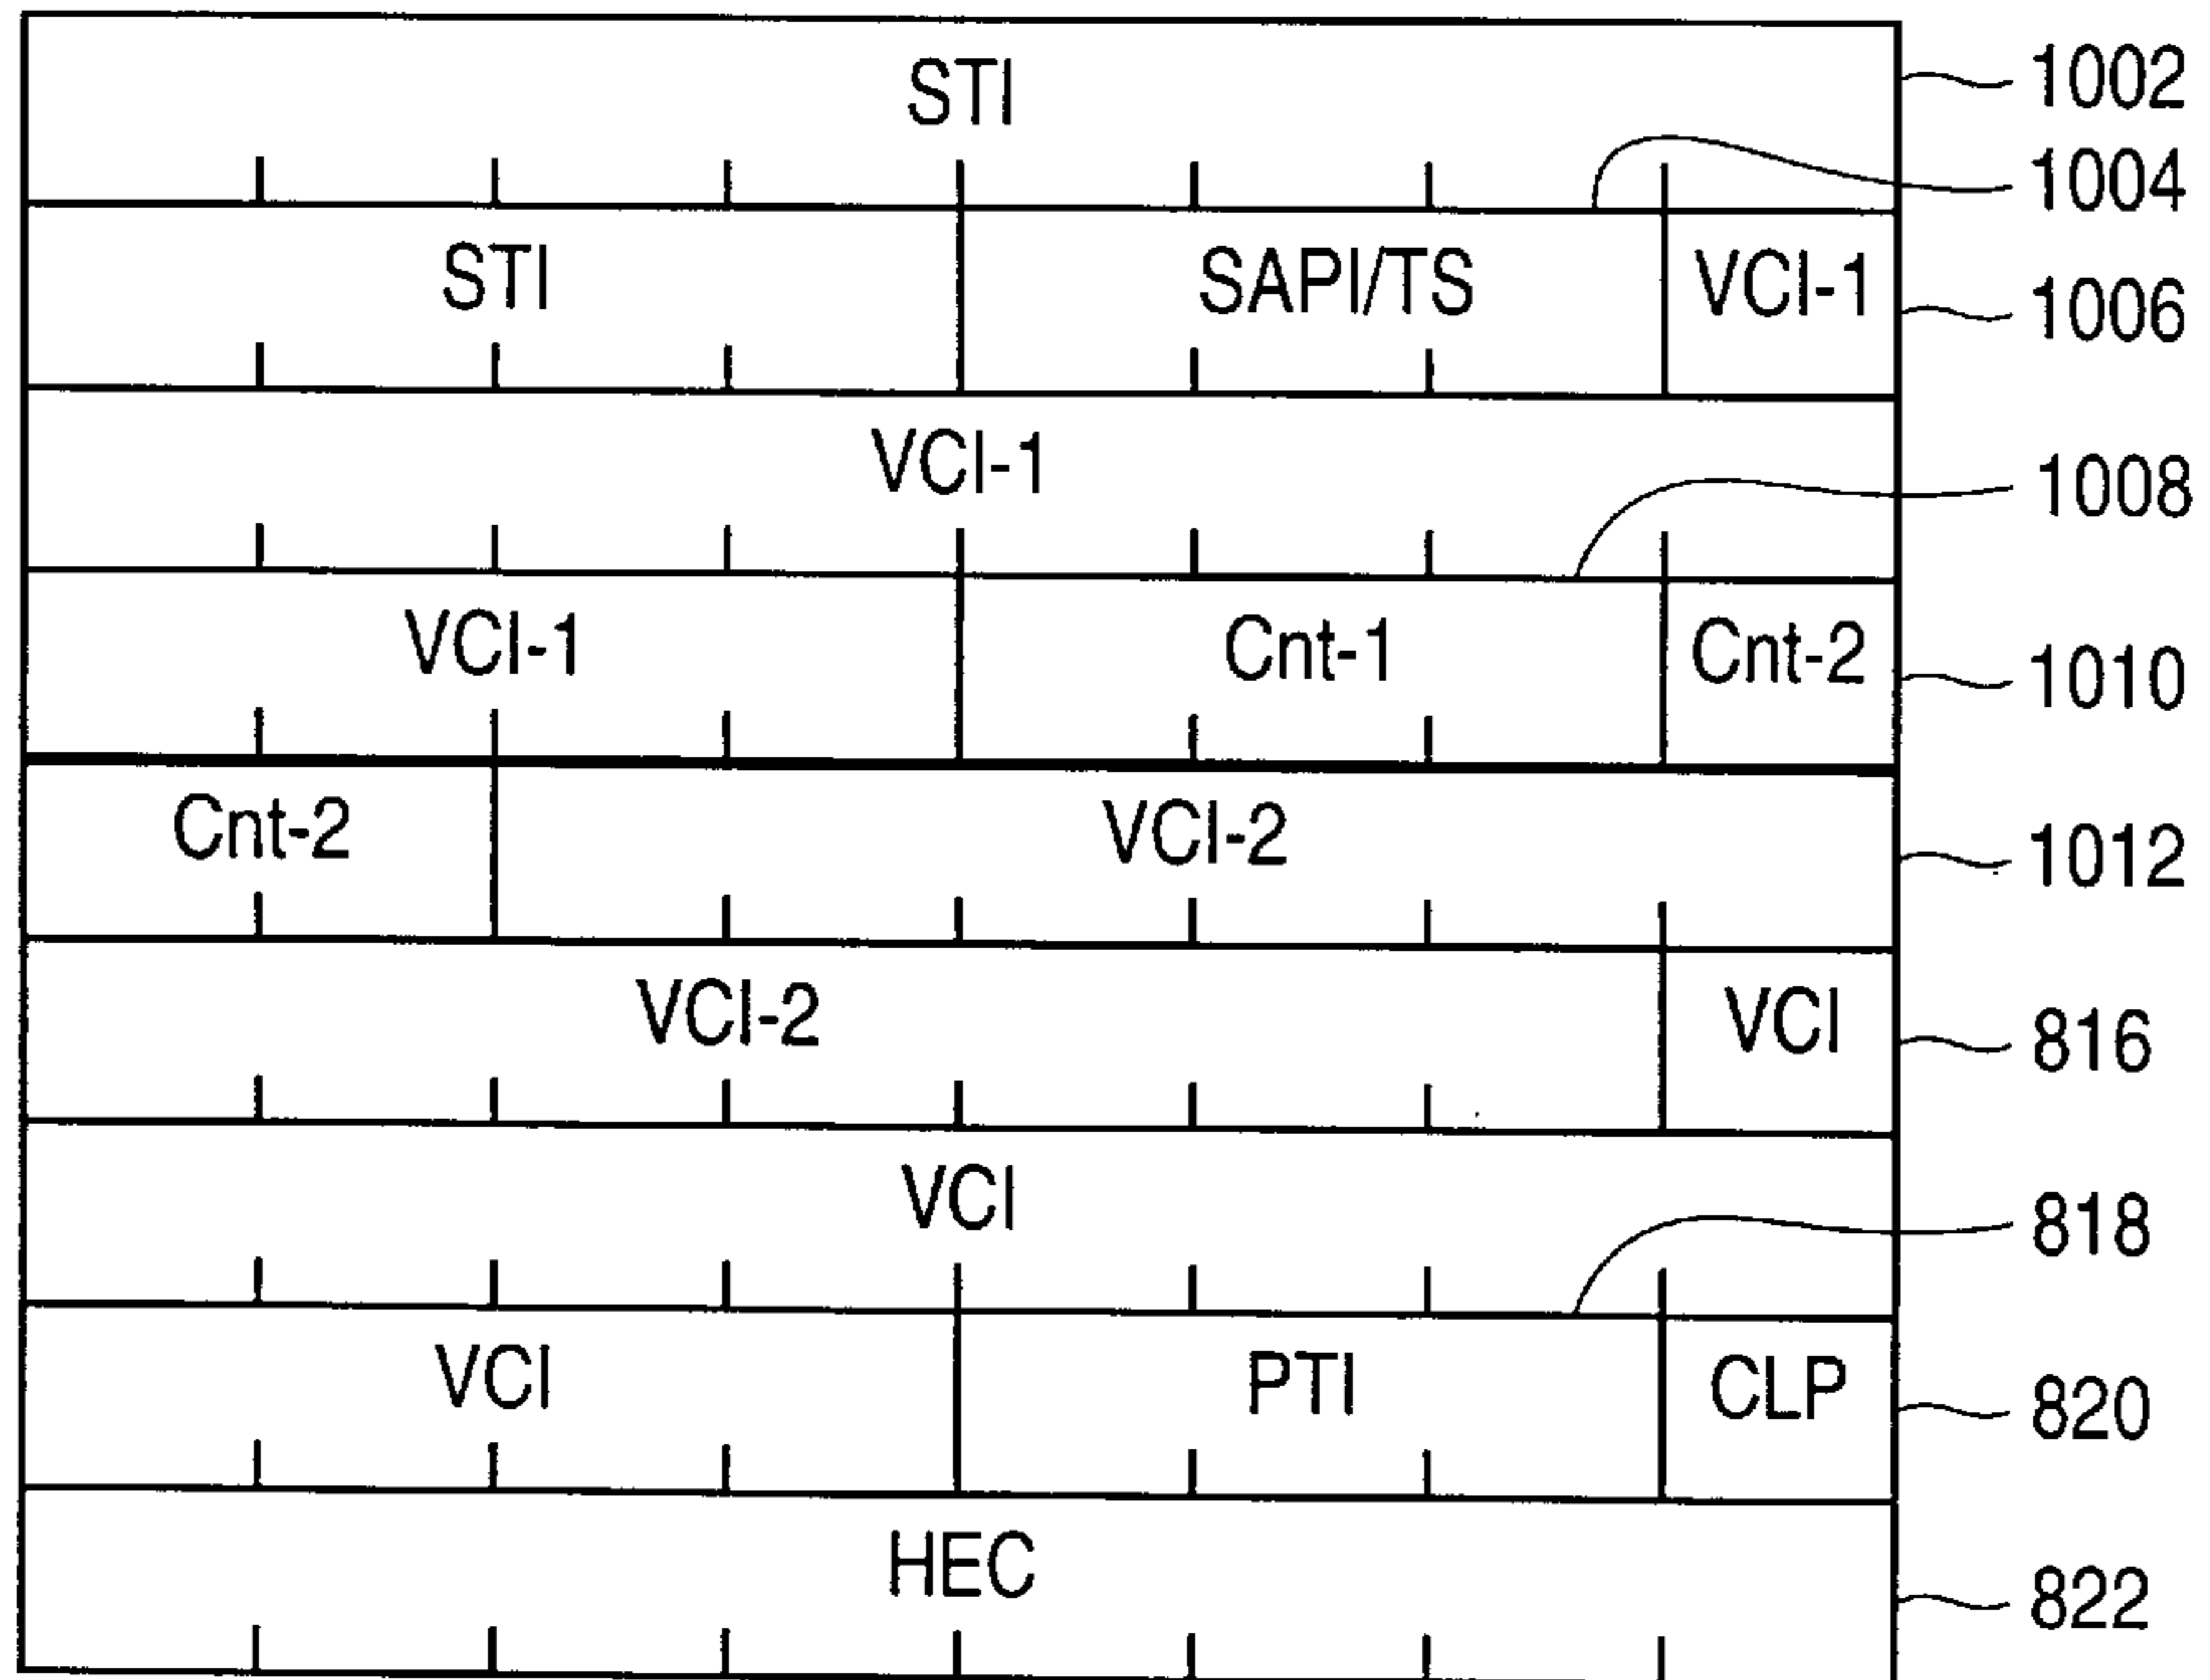 STI 1002
1004
STI SAPI/TS VCI-1 1006
VCI-1 1008
VCI-1 Cnt-1 Cnt-2 1010
Cnt-2 VCI-2 1012
VCI-2 VCI 816
VCI 818
VCI PTI CLP 820
HEC 822